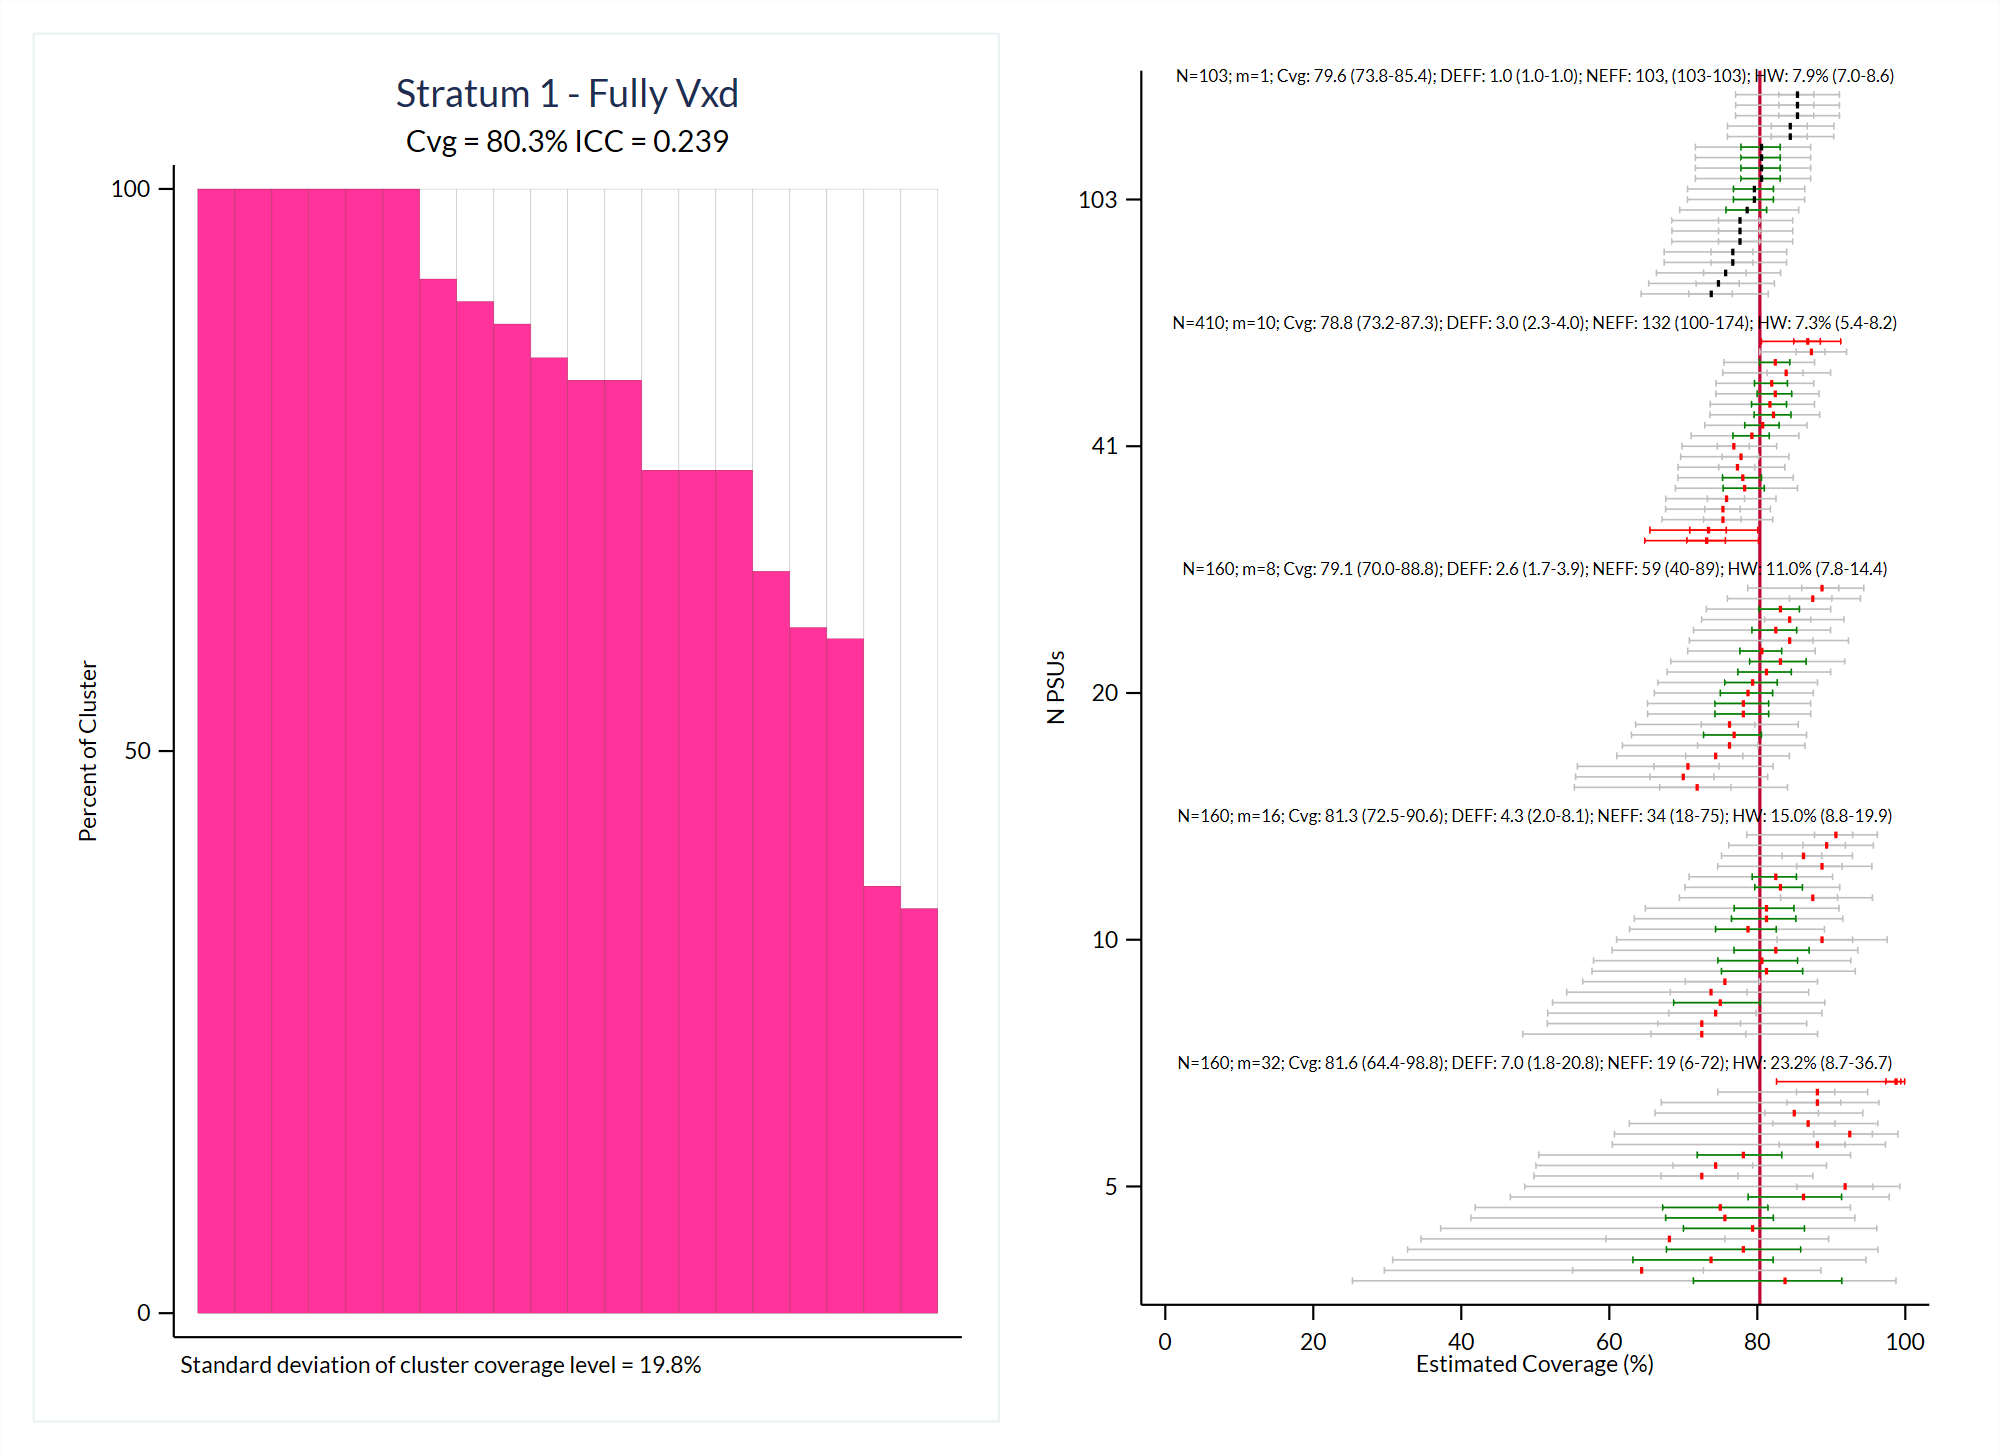 Stratum 1 - Fully Vxd
Cvg = 80.3% ICC = 0.239
100
50
0
Percent of Cluster
Standard deviation of cluster coverage level = 19.8%
N=103; m=1; Cvg: 79.6 (73.8-85.4); DEFF: 1.0 (1.0-1.0); NEFF: 103, (103-103); HW: 7.9% (7.0-8.6)
103
N=410; m=10; Cvg: 78.8 (73.2-87.3); DEFF: 3.0 (2.3-4.0); NEFF: 132 (100-174); HW: 7.3% (5.4-8.2)
41
N=160; m=8; Cvg: 79.1 (70.0-88.8); DEFF: 2.6 (1.7-3.9); NEFF: 59 (40-89); HW: 11.0% (7.8-14.4)
N PSUs
20
N=160; m=16; Cvg: 81.3 (72.5-90.6); DEFF: 4.3 (2.0-8.1); NEFF: 34 (18-75); HW: 15.0% (8.8-19.9)
10
N=160; m=32; Cvg: 81.6 (64.4-98.8); DEFF: 7.0 (1.8-20.8); NEFF: 19 (6-72); HW: 23.2% (8.7-36.7)
5
0 20 40 60 80 100
Estimated Coverage (%)